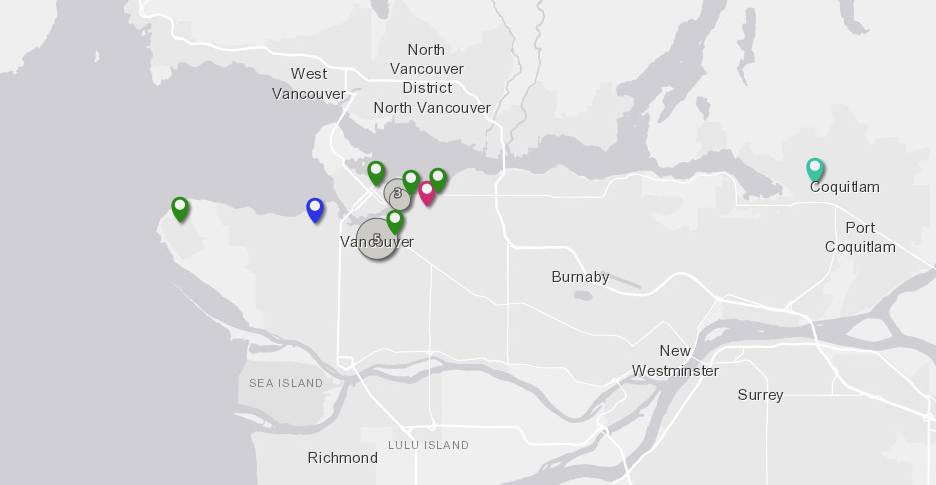 North
Vancouver
District
North Vancouver
West
Vancouver
3
Coquitlam
Port
Coquitlam
5
Vancouver
Burnaby
New
Westminster
SEA ISLAND
Surrey
LULU ISLAND
Richmond